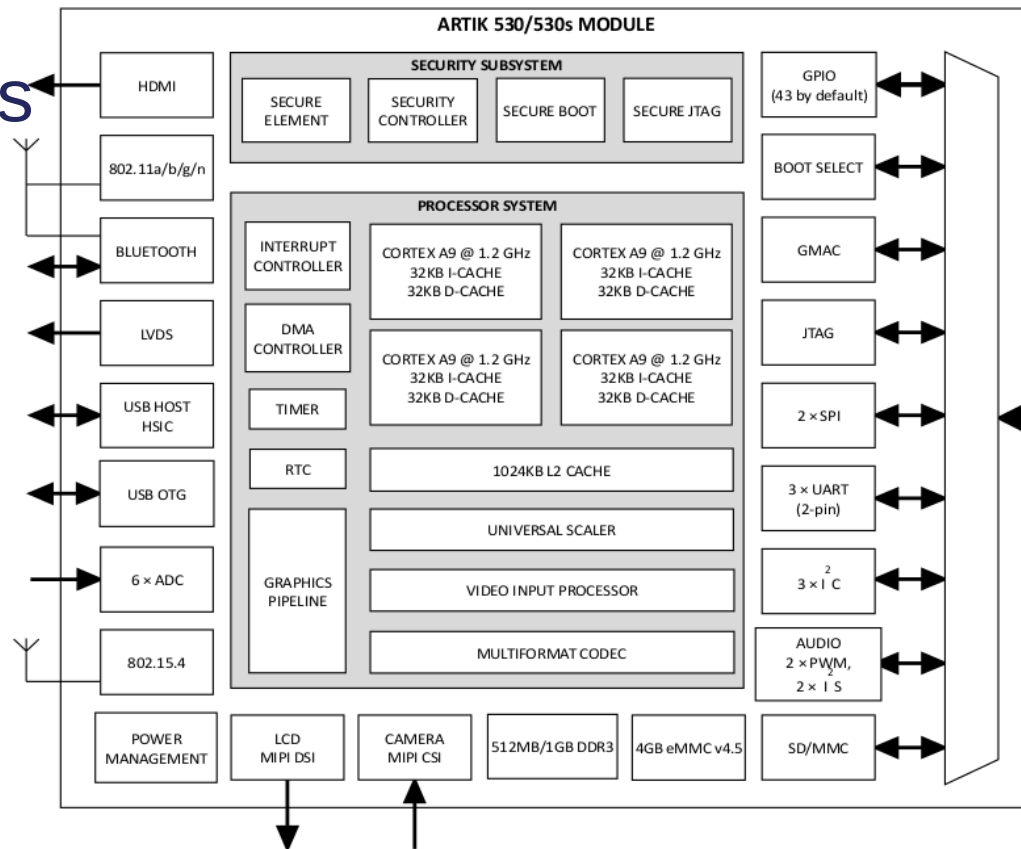 ARTIK 530/530s MODULE
s
HDMI
802.11a/b/g/n
BLUETOOTH
LVDS
USB HOST
HSIC
USB OTG
6 × ADC
802.15.4
POWER
MANAGEMENT
SECURITY SUBSYSTEM
SECURE
ELEMENT
SECURITY
CONTROLLER
SECURE BOOT
SECURE JTAG
PROCESSOR SYSTEM
INTERRUPT
CONTROLLER
DMA
CONTROLLER
TIMER
RTC
GRAPHICS
PIPELINE
CORTEX A9 @ 1.2 GHz
32KB I-CACHE
32KB D-CACHE
CORTEX A9 @ 1.2 GHz
32KB I-CACHE
32KB D-CACHE
CORTEX A9 @ 1.2 GHz
32KB I-CACHE
32KB D-CACHE
CORTEX A9 @ 1.2 GHz
32KB I-CACHE
32KB D-CACHE
1024KB L2 CACHE
UNIVERSAL SCALER
VIDEO INPUT PROCESSOR
MULTIFORMAT CODEC
LCD
MIPI DSI
CAMERA
MIPI CSI
512MB/1GB DDR3
4GB eMMC v4.5
GPIO
(43 by default)
BOOT SELECT
GMAC
JTAG
2 × SPI
3 × UART
(2-pin)
3 × I²C
AUDIO
2 × PWM,
2 × I²S
SD/MMC